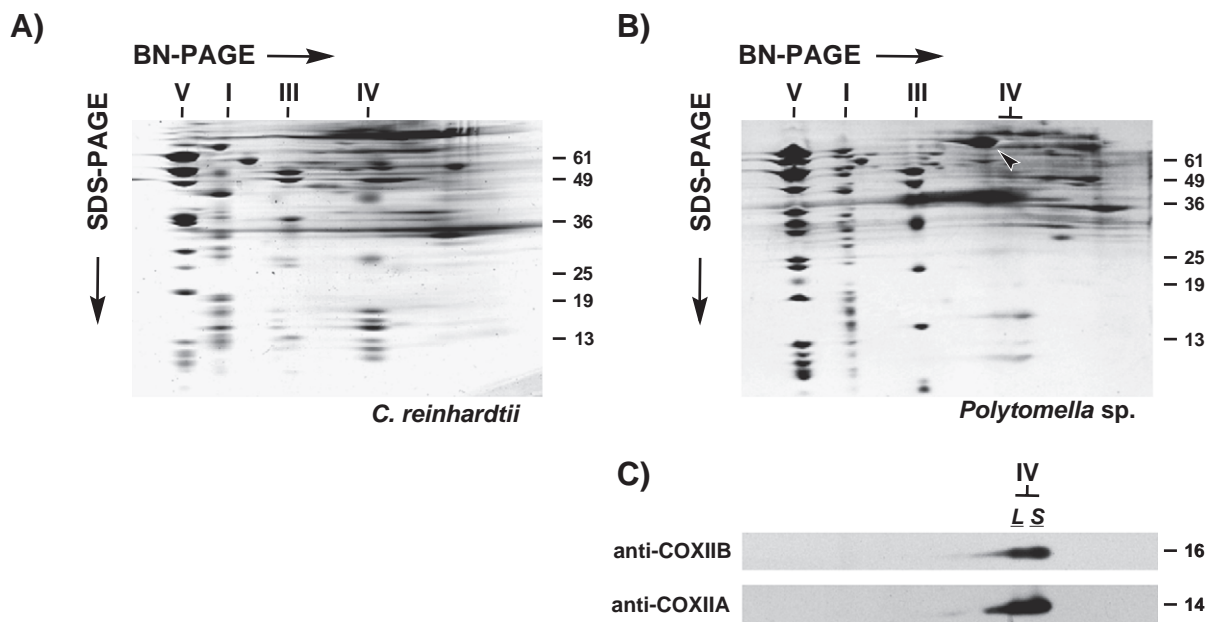 A)
BN-PAGE
V I III IV
SDS-PAGE
61
49
36
25
19
13
C. reinhardtii
B)
BN-PAGE
V I III IV
SDS-PAGE
61
49
36
25
19
13
Polytomella sp.
C)
IV
L S
anti-COXIIB
16
anti-COXIIA
14